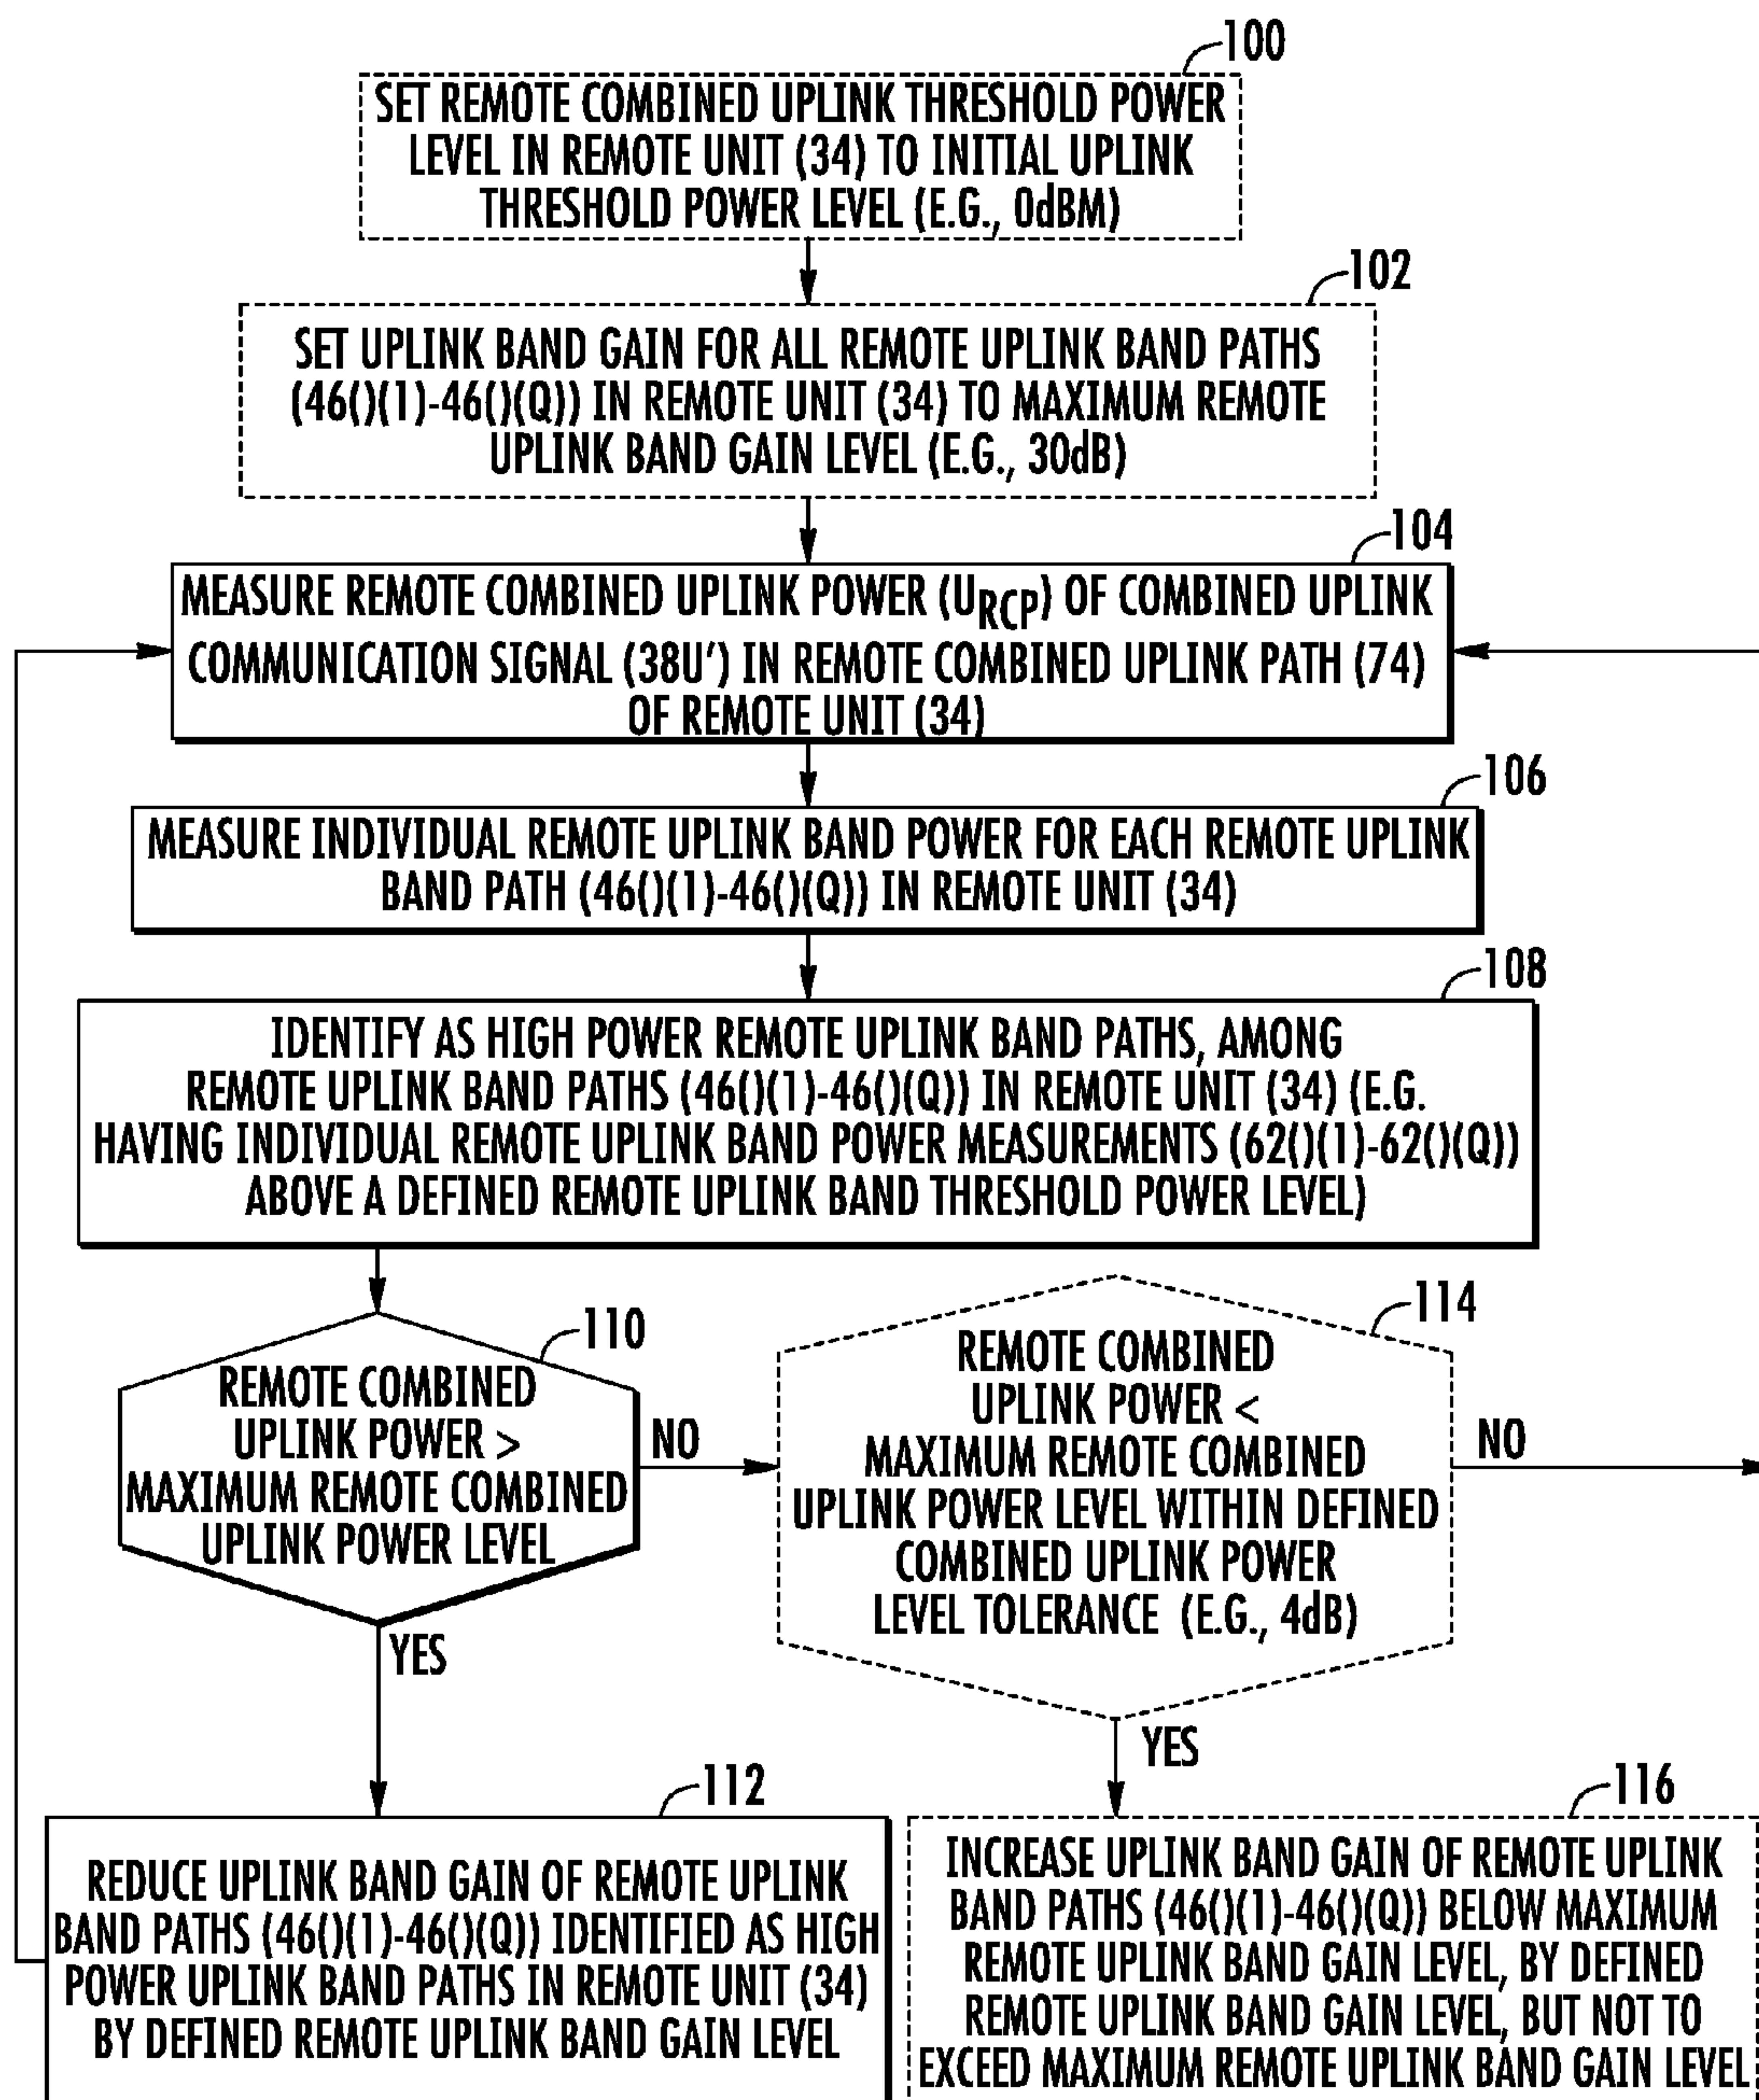 100
SET REMOTE COMBINED UPLINK THRESHOLD POWER
LEVEL IN REMOTE UNIT (34) TO INITIAL UPLINK
THRESHOLD POWER LEVEL (E.G., 0dBM)
102
SET UPLINK BAND GAIN FOR ALL REMOTE UPLINK BAND PATHS
(46()(1)-46()(Q)) IN REMOTE UNIT (34) TO MAXIMUM REMOTE
UPLINK BAND GAIN LEVEL (E.G., 30dB)
104
MEASURE REMOTE COMBINED UPLINK POWER (URCP) OF COMBINED UPLINK
COMMUNICATION SIGNAL (38U') IN REMOTE COMBINED UPLINK PATH (74)
OF REMOTE UNIT (34)
106
MEASURE INDIVIDUAL REMOTE UPLINK BAND POWER FOR EACH REMOTE UPLINK
BAND PATH (46()(1)-46()(Q)) IN REMOTE UNIT (34)
108
IDENTIFY AS HIGH POWER REMOTE UPLINK BAND PATHS, AMONG
REMOTE UPLINK BAND PATHS (46()(1)-46()(Q)) IN REMOTE UNIT (34) (E.G.
HAVING INDIVIDUAL REMOTE UPLINK BAND POWER MEASUREMENTS (62()(1)-62()(Q))
ABOVE A DEFINED REMOTE UPLINK BAND THRESHOLD POWER LEVEL)
110
REMOTE COMBINED
UPLINK POWER >
MAXIMUM REMOTE COMBINED
UPLINK POWER LEVEL
NO
YES
114
REMOTE COMBINED
UPLINK POWER <
MAXIMUM REMOTE COMBINED
UPLINK POWER LEVEL WITHIN DEFINED
COMBINED UPLINK POWER
LEVEL TOLERANCE (E.G., 4dB)
NO
YES
112
REDUCE UPLINK BAND GAIN OF REMOTE UPLINK
BAND PATHS (46()(1)-46()(Q)) IDENTIFIED AS HIGH
POWER UPLINK BAND PATHS IN REMOTE UNIT (34)
BY DEFINED REMOTE UPLINK BAND GAIN LEVEL
116
INCREASE UPLINK BAND GAIN OF REMOTE UPLINK
BAND PATHS (46()(1)-46()(Q)) BELOW MAXIMUM
REMOTE UPLINK BAND GAIN LEVEL, BY DEFINED
REMOTE UPLINK BAND GAIN LEVEL, BUT NOT TO
EXCEED MAXIMUM REMOTE UPLINK BAND GAIN LEVEL